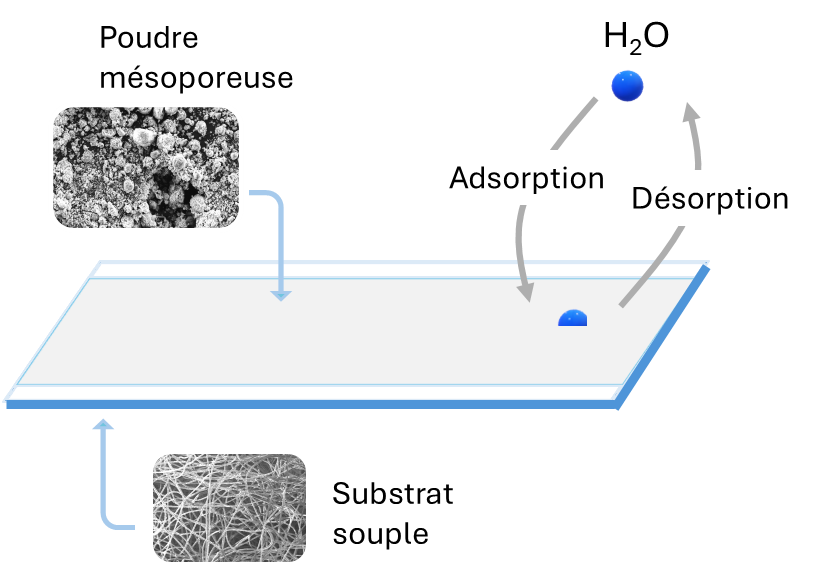 Poudre
mésoporeuse
H₂O
Adsorption
Désorption
Substrat
souple